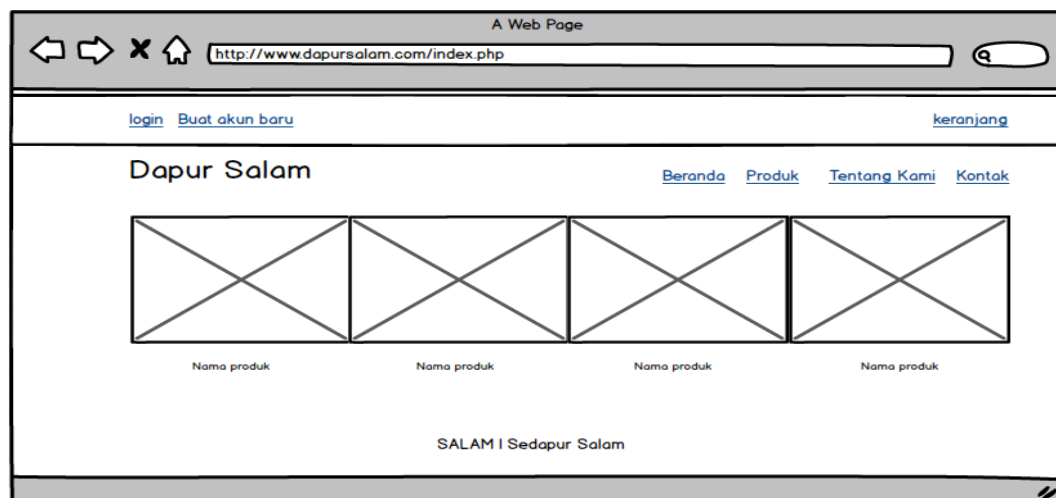 A Web Page
http://www.dapursalam.com/index.php
login Buat akun baru keranjang
Dapur Salam
Beranda Produk Tentang Kami Kontak
Nama produk Nama produk Nama produk Nama produk
SALAM I Sedapur Salam